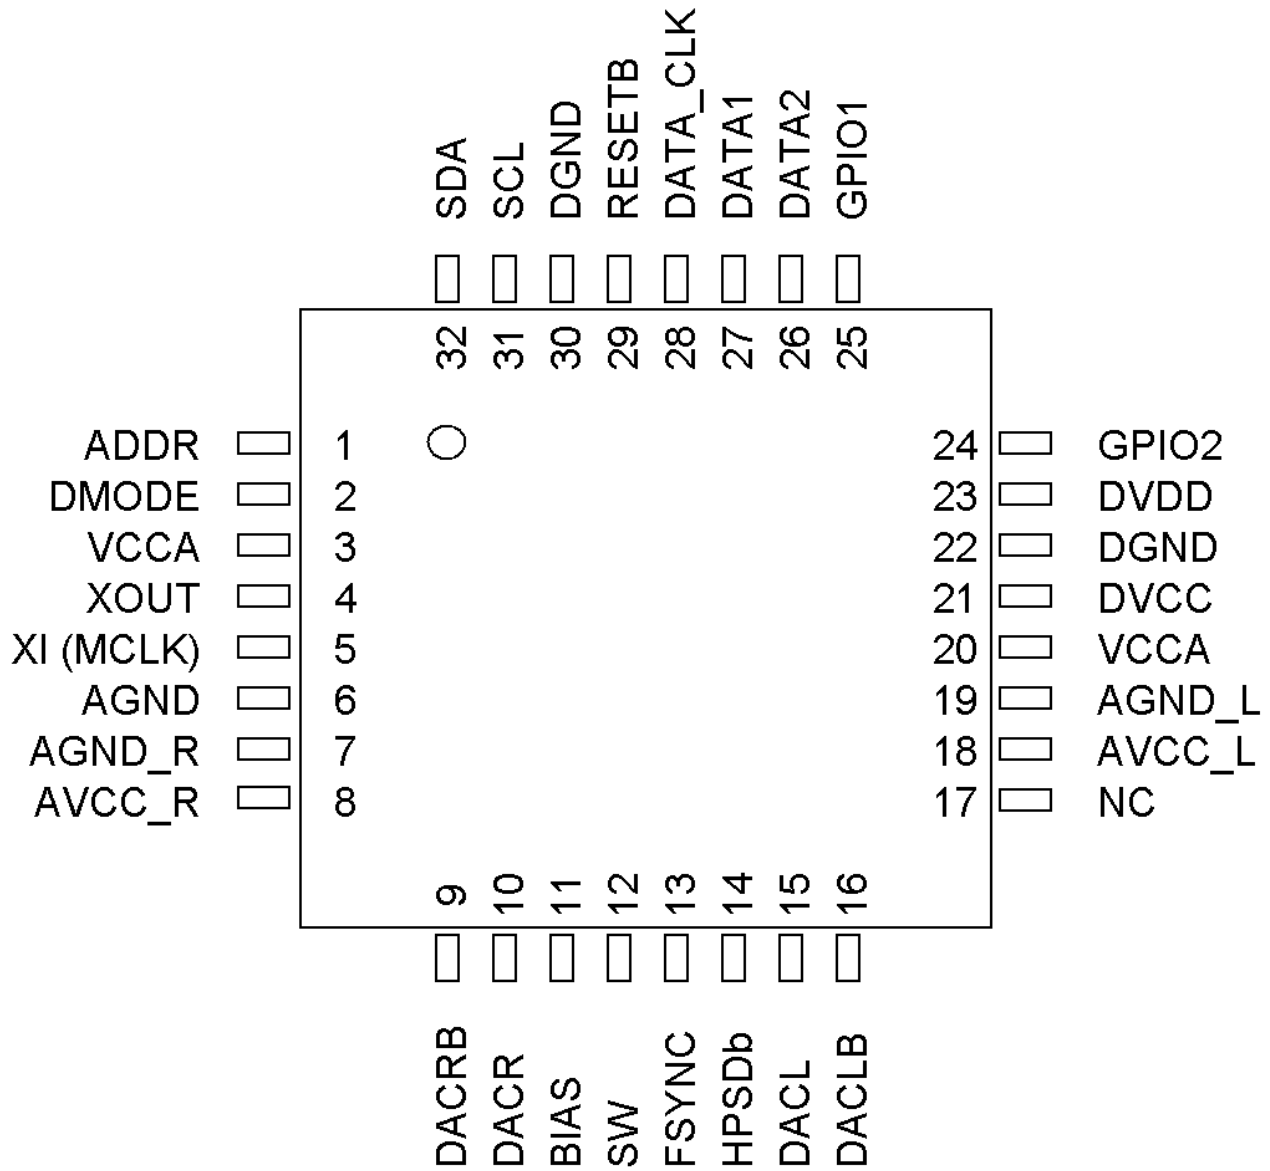 SDA SCL DGND RESETB DATA_CLK DATA1 DATA2 GPIO1
32 31 30 29 28 27 26 25
ADDR 1 24 GPIO2
DMODE 2 23 DVDD
VCCA 3 22 DGND
XOUT 4 21 DVCC
XI (MCLK) 5 20 VCCA
AGND 6 19 AGND_L
AGND_R 7 18 AVCC_L
AVCC_R 8 17 NC
9 10 11 12 13 14 15 16
DACRB DACR BIAS SW FSYNC HPSDb DACL DACLB